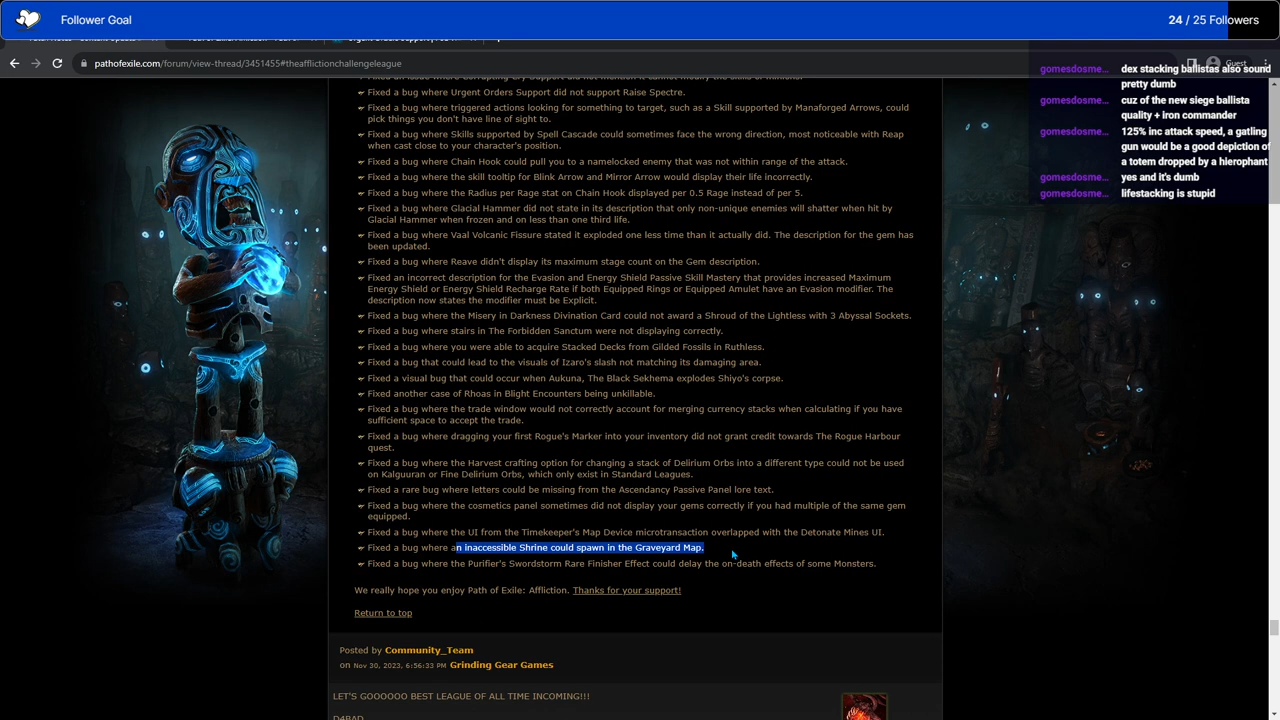 Follower Goal
24 / 25 Followers
pathofexile.com/forum/view-thread/3451455#theafflictionchallengeleague
Guest
gomesdosme... dex stacking ballistas also sound
pretty dumb
gomesdosme... cuz of the new siege ballista
quality + iron commander
gomesdosme... 125% inc attack speed, a gatling
gun would be a good depiction of
a totem dropped by a hierophant
gomesdosme... yes and it's dumb
gomesdosme... lifestacking is stupid
Fixed an issue where Corrupting Cry Support did not mention it cannot modify the skills of minions.
Fixed a bug where Urgent Orders Support did not support Raise Spectre.
Fixed a bug where triggered actions looking for something to target, such as a Skill supported by Manaforged Arrows, could
pick things you don't have line of sight to.
Fixed a bug where Skills supported by Spell Cascade could sometimes face the wrong direction, most noticeable with Reap
when cast close to your character's position.
Fixed a bug where Chain Hook could pull you to a namelocked enemy that was not within range of the attack.
Fixed a bug where the skill tooltip for Blink Arrow and Mirror Arrow would display their life incorrectly.
Fixed a bug where the Radius per Rage stat on Chain Hook displayed per 0.5 Rage instead of per 5.
Fixed a bug where Glacial Hammer did not state in its description that only non-unique enemies will shatter when hit by
Glacial Hammer when frozen and on less than one third life.
Fixed a bug where Vaal Volcanic Fissure stated it exploded one less time than it actually did. The description for the gem has
been updated.
Fixed a bug where Reave didn't display its maximum stage count on the Gem description.
Fixed an incorrect description for the Evasion and Energy Shield Passive Skill Mastery that provides increased Maximum
Energy Shield or Energy Shield Recharge Rate if both Equipped Rings or Equipped Amulet have an Evasion modifier. The
description now states the modifier must be Explicit.
Fixed a bug where the Misery in Darkness Divination Card could not award a Shroud of the Lightless with 3 Abyssal Sockets.
Fixed a bug where stairs in The Forbidden Sanctum were not displaying correctly.
Fixed a bug where you were able to acquire Stacked Decks from Gilded Fossils in Ruthless.
Fixed a bug that could lead to the visuals of Izaro's slash not matching its damaging area.
Fixed a visual bug that could occur when Aukuna, The Black Sekhema explodes Shiyo's corpse.
Fixed another case of Rhoas in Blight Encounters being unkillable.
Fixed a bug where the trade window would not correctly account for merging currency stacks when calculating if you have
sufficient space to accept the trade.
Fixed a bug where dragging your first Rogue's Marker into your inventory did not grant credit towards The Rogue Harbour
quest.
Fixed a bug where the Harvest crafting option for changing a stack of Delirium Orbs into a different type could not be used
on Kalguuran or Fine Delirium Orbs, which only exist in Standard Leagues.
Fixed a rare bug where letters could be missing from the Ascendancy Passive Panel lore text.
Fixed a bug where the cosmetics panel sometimes did not display your gems correctly if you had multiple of the same gem
equipped.
Fixed a bug where the UI from the Timekeeper's Map Device microtransaction overlapped with the Detonate Mines UI.
Fixed a bug where an inaccessible Shrine could spawn in the Graveyard Map.
Fixed a bug where the Purifier's Swordstorm Rare Finisher Effect could delay the on-death effects of some Monsters.
We really hope you enjoy Path of Exile: Affliction. Thanks for your support!
Return to top
Posted by Community_Team
on Nov 30, 2023, 6:56:33 PM Grinding Gear Games
LET'S GOOOOOO BEST LEAGUE OF ALL TIME INCOMING!!!
D4BAD